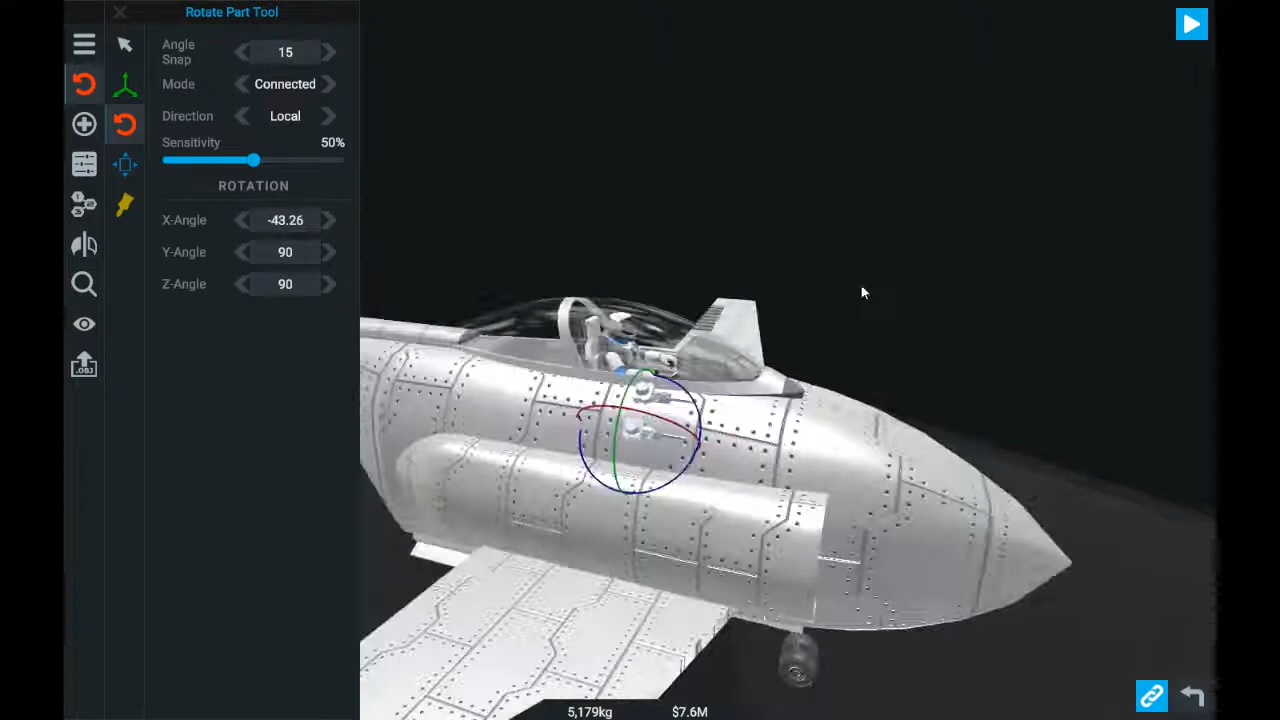 Rotate Part Tool
Angle Snap
15
Mode
Connected
Direction
Local
Sensitivity
50%
ROTATION
X-Angle
-43.26
Y-Angle
90
Z-Angle
90
.OBJ
5,179kg
$7.6M